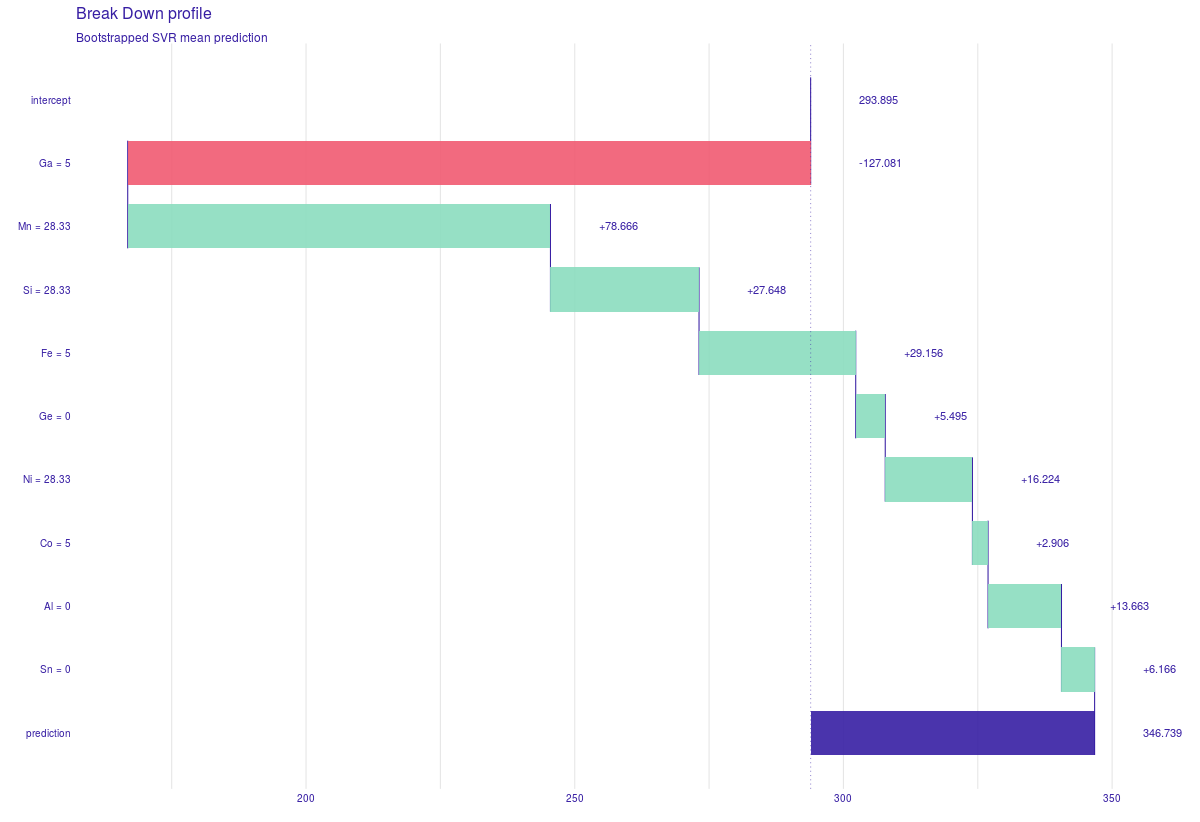 Break Down profile
Bootstrapped SVR mean prediction
intercept 293.895
Ga = 5 -127.081
Mn = 28.33 +78.666
Si = 28.33 +27.648
Fe = 5 +29.156
Ge = 0 +5.495
Ni = 28.33 +16.224
Co = 5 +2.906
Al = 0 +13.663
Sn = 0 +6.166
prediction 346.739
200 250 300 350